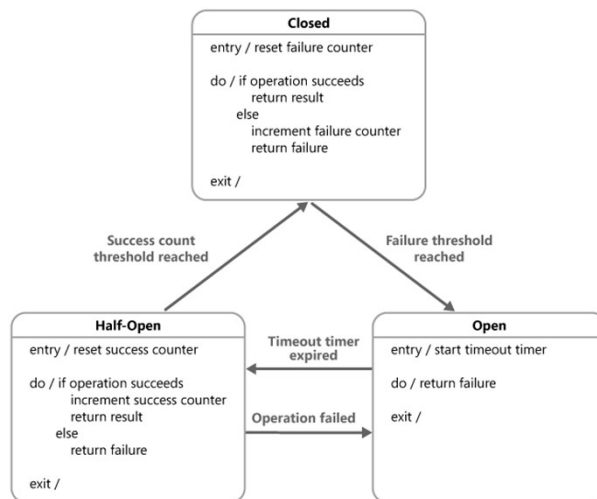 Closed
entry / reset failure counter
do / if operation succeeds
return result
else
increment failure counter
return failure
exit /
Success count
threshold reached
Failure threshold
reached
Half-Open
entry / reset success counter
do / if operation succeeds
increment success counter
return result
else
return failure
exit /
Timeout timer
expired
Operation failed
Open
entry / start timeout timer
do / return failure
exit /